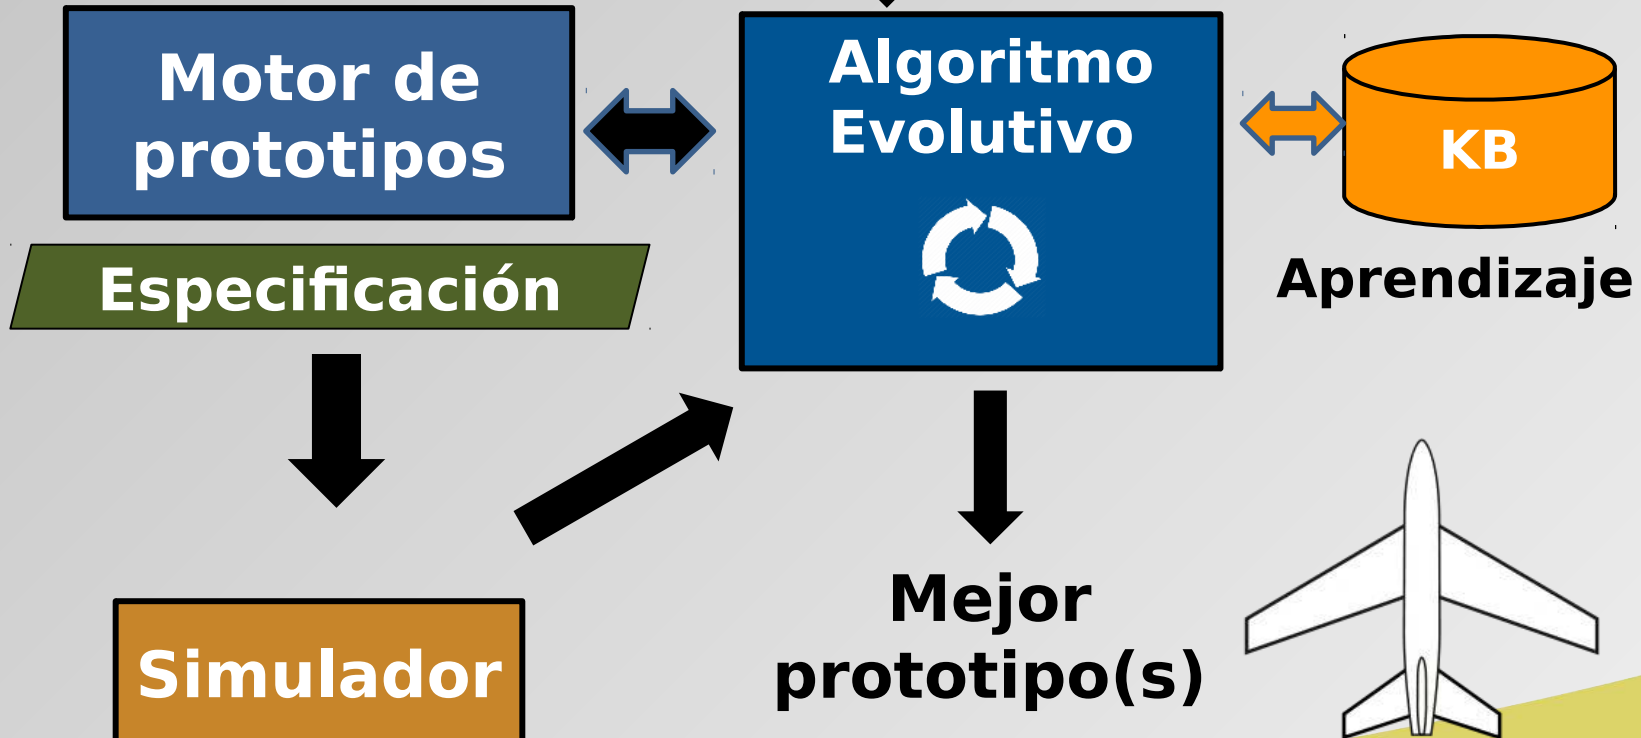 Motor de
prototipos
Algoritmo
Evolutivo
KB
Especificación
Aprendizaje
Mejor
prototipo(s)
Simulador